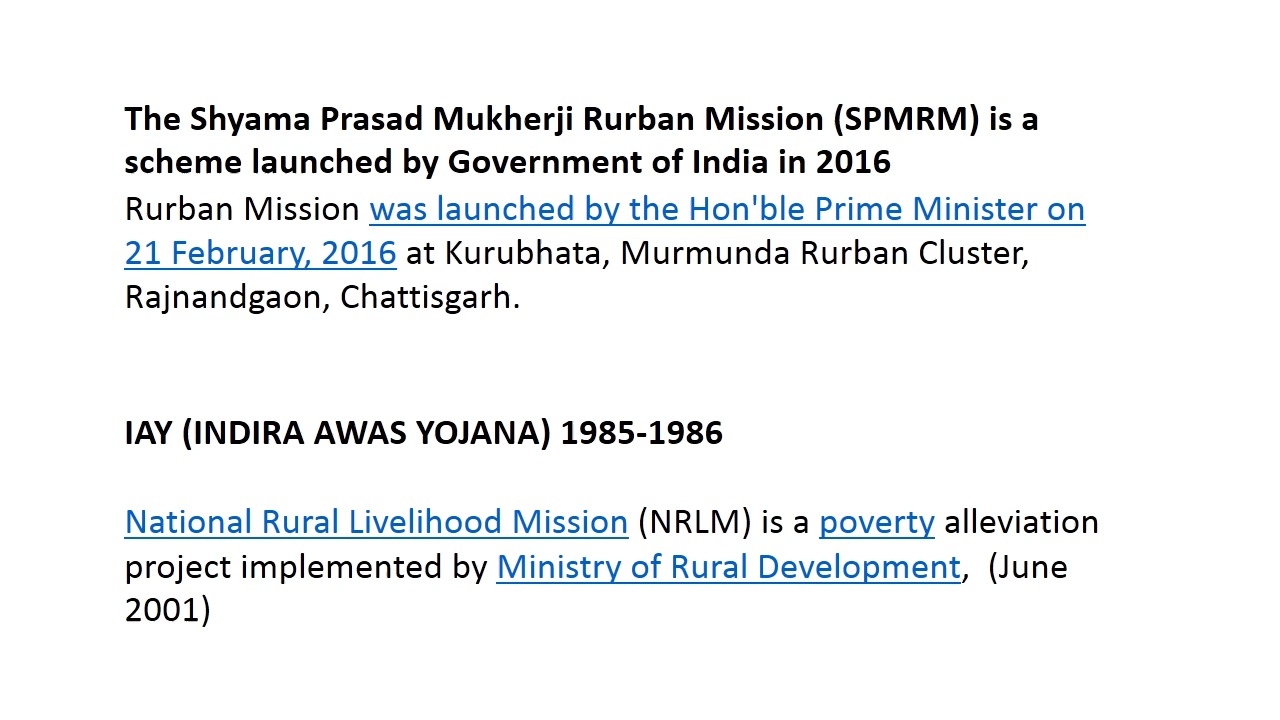 The Shyama Prasad Mukherji Rurban Mission (SPMRM) is a
scheme launched by Government of India in 2016
Rurban Mission was launched by the Hon'ble Prime Minister on
21 February, 2016 at Kurubhata, Murmunda Rurban Cluster,
Rajnandgaon, Chattisgarh.
IAY (INDIRA AWAS YOJANA) 1985-1986
National Rural Livelihood Mission (NRLM) is a poverty alleviation
project implemented by Ministry of Rural Development,  (June
2001)